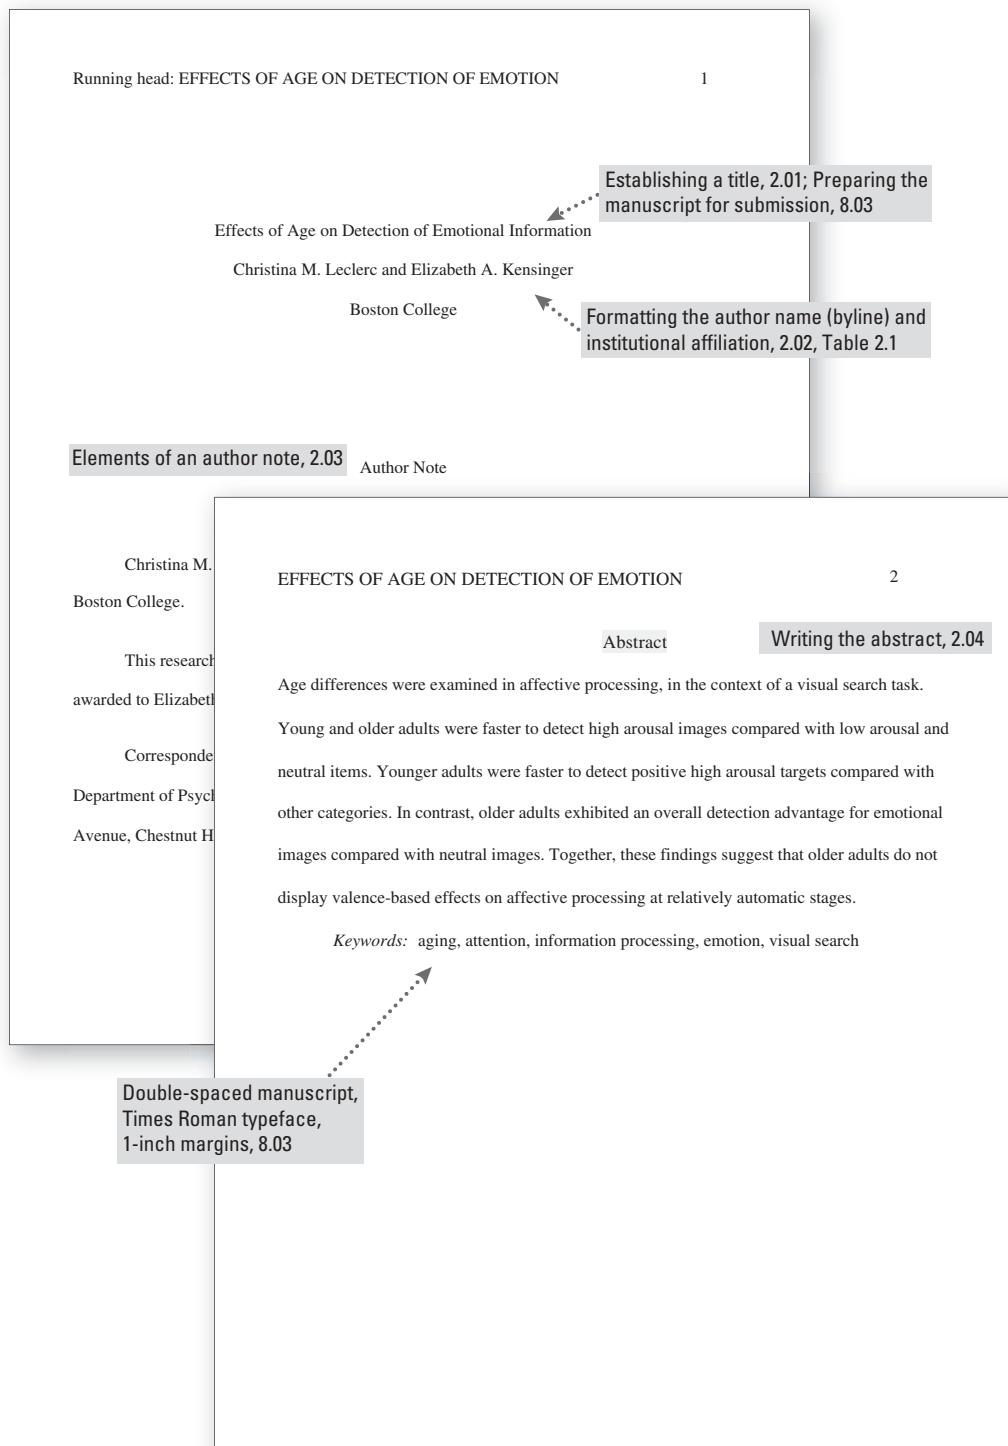 Running head: EFFECTS OF AGE ON DETECTION OF EMOTION 1
Establishing a title, 2.01; Preparing the
manuscript for submission, 8.03
Effects of Age on Detection of Emotional Information
Christina M. Leclerc and Elizabeth A. Kensinger
Boston College
Formatting the author name (byline) and
institutional affiliation, 2.02, Table 2.1
Elements of an author note, 2.03
Author Note
Christina M.
Boston College.
This research
awarded to Elizabeth
Corresponde
Department of Psych
Avenue, Chestnut H
EFFECTS OF AGE ON DETECTION OF EMOTION 2
Abstract
Writing the abstract, 2.04
Age differences were examined in affective processing, in the context of a visual search task.
Young and older adults were faster to detect high arousal images compared with low arousal and
neutral items. Younger adults were faster to detect positive high arousal targets compared with
other categories. In contrast, older adults exhibited an overall detection advantage for emotional
images compared with neutral images. Together, these findings suggest that older adults do not
display valence-based effects on affective processing at relatively automatic stages.
Keywords: aging, attention, information processing, emotion, visual search
Double-spaced manuscript,
Times Roman typeface,
1-inch margins, 8.03